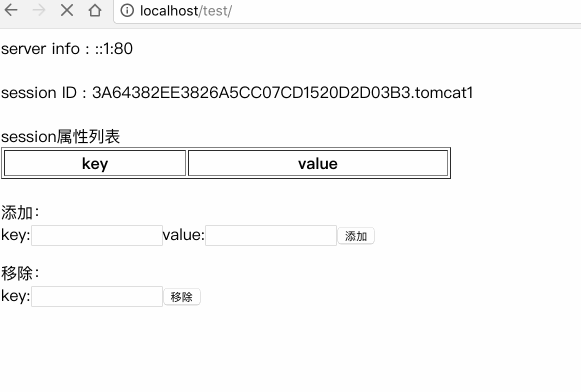 localhost/test/
server info : ::1:80
session ID : 3A64382EE3826A5CC07CD1520D2D03B3.tomcat1
session属性列表
key value
添加：
key: value: 添加
移除：
key: 移除